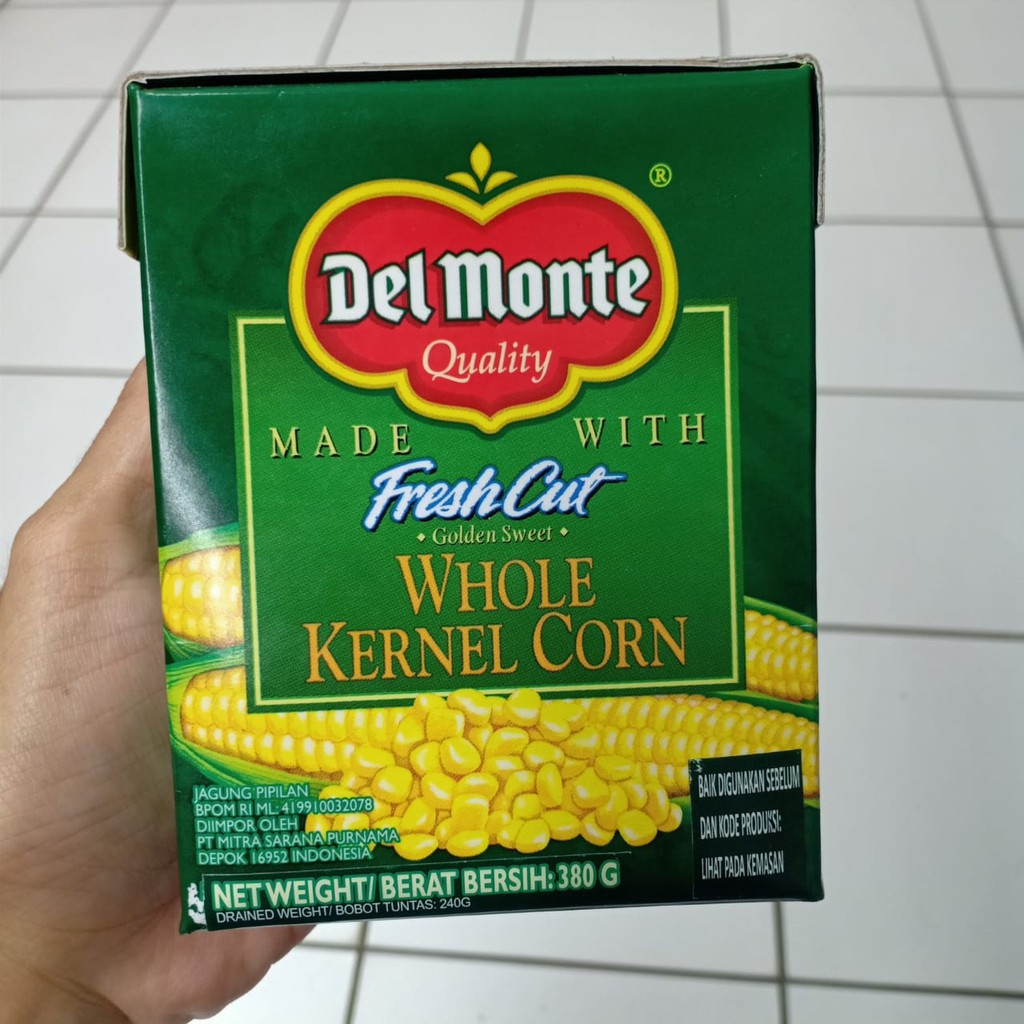 ®
Del Monte
Quality
MADE WITH
Fresh Cut
Golden Sweet
WHOLE
KERNEL CORN
JAGUNG PIPILAN
BPOM RI ML: 419910032078
DIIMPOR OLEH
PT MITRA SARANA PURNAMA
DEPOK 16952 INDONESIA
NET WEIGHT/ BERAT BERSIH: 380 G
DRAINED WEIGHT/ BOBOT TUNTAS: 240G
BAIK DIGUNAKAN SEBELUM
DAN KODE PRODUKSI:
LIHAT PADA KEMASAN